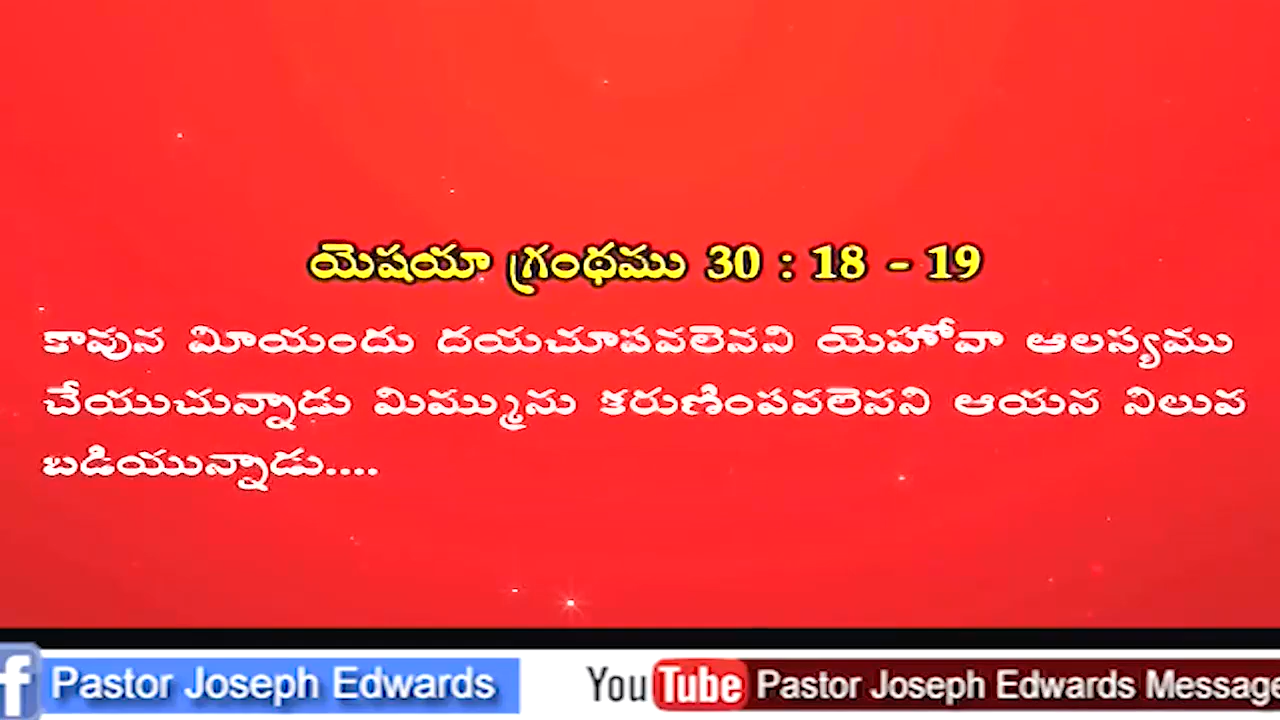 యెషయా గ్రంథము 30 : 18 - 19
కావున మీయందు దయచూపవలెనని యెహోవా ఆలస్యము
చేయుచున్నాడు మిమ్మును కరుణింపవలెనని ఆయన నిలువ
బడియున్నాడు....
f Pastor Joseph Edwards YouTube Pastor Joseph Edwards Message